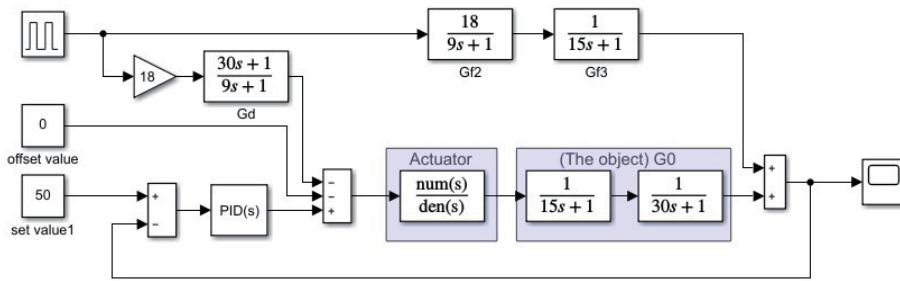 18
9s + 1
Gf2
1
15s + 1
Gf3
18
30s + 1
9s + 1
Gd
0
offset value
50
set value1
+
−
PID(s)
−
−
+
Actuator
num(s)
den(s)
(The object) G0
1
15s + 1
1
30s + 1
+
+